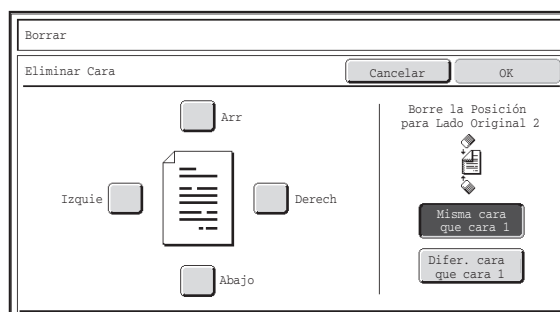 Borrar
Eliminar Cara
Cancelar
OK
Arr
Izquie
Derech
Abajo
Borre la Posición
para Lado Original 2
Misma cara
que cara 1
Difer. cara
que cara 1